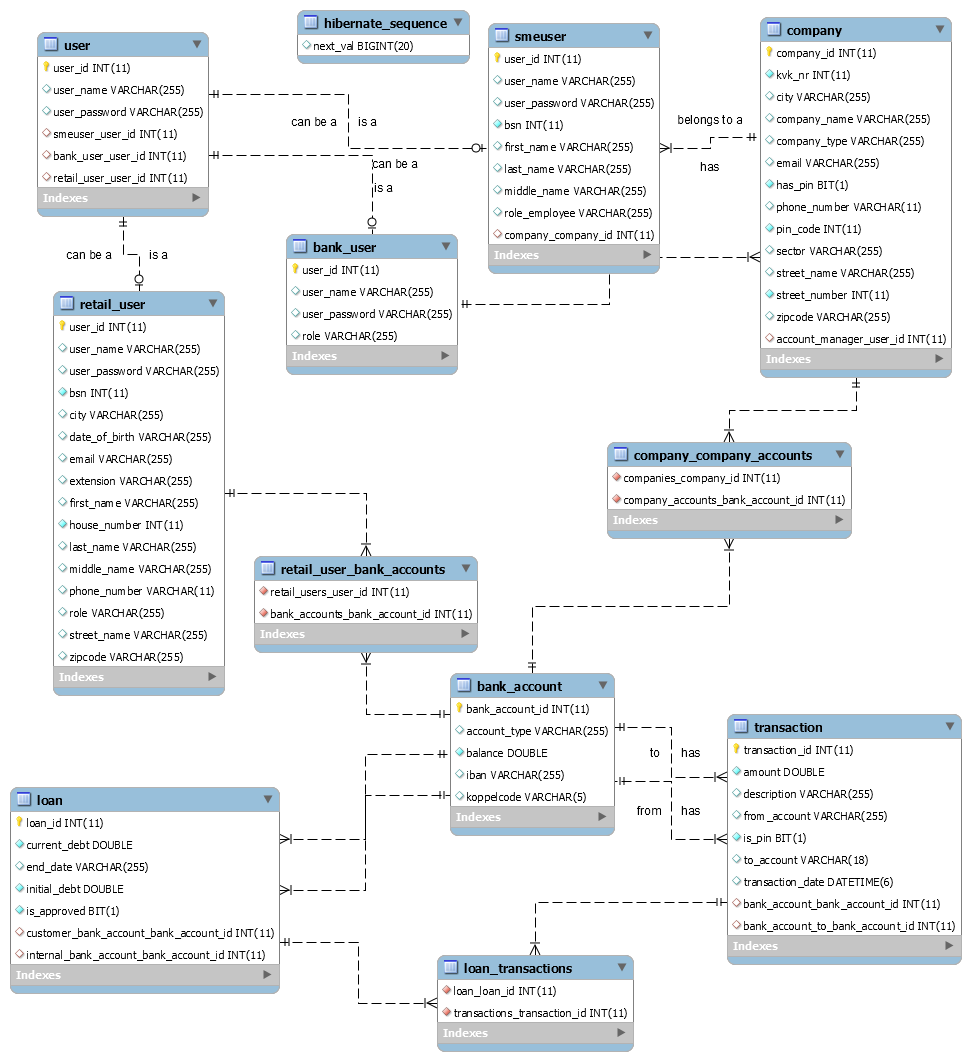 hibernate_sequence
next_val BIGINT(20)
user
user_id INT(11)
user_name VARCHAR(255)
user_password VARCHAR(255)
smeuser_user_id INT(11)
bank_user_user_id INT(11)
retail_user_user_id INT(11)
Indexes
can be a
is a
can be a
is a
can be a
is a
smeuser
user_id INT(11)
user_name VARCHAR(255)
user_password VARCHAR(255)
bsn INT(11)
first_name VARCHAR(255)
last_name VARCHAR(255)
middle_name VARCHAR(255)
role_employee VARCHAR(255)
company_company_id INT(11)
Indexes
belongs to a
has
company
company_id INT(11)
kvk_nr INT(11)
city VARCHAR(255)
company_name VARCHAR(255)
company_type VARCHAR(255)
email VARCHAR(255)
has_pin BIT(1)
phone_number VARCHAR(11)
pin_code INT(11)
sector VARCHAR(255)
street_name VARCHAR(255)
street_number INT(11)
zipcode VARCHAR(255)
account_manager_user_id INT(11)
Indexes
bank_user
user_id INT(11)
user_name VARCHAR(255)
user_password VARCHAR(255)
role VARCHAR(255)
Indexes
retail_user
user_id INT(11)
user_name VARCHAR(255)
user_password VARCHAR(255)
bsn INT(11)
city VARCHAR(255)
date_of_birth VARCHAR(255)
email VARCHAR(255)
extension VARCHAR(255)
first_name VARCHAR(255)
house_number INT(11)
last_name VARCHAR(255)
middle_name VARCHAR(255)
phone_number VARCHAR(11)
role VARCHAR(255)
street_name VARCHAR(255)
zipcode VARCHAR(255)
Indexes
company_company_accounts
companies_company_id INT(11)
company_accounts_bank_account_id INT(11)
Indexes
retail_user_bank_accounts
retail_users_user_id INT(11)
bank_accounts_bank_account_id INT(11)
Indexes
bank_account
bank_account_id INT(11)
account_type VARCHAR(255)
balance DOUBLE
iban VARCHAR(255)
koppelcode VARCHAR(5)
Indexes
to
has
from
has
transaction
transaction_id INT(11)
amount DOUBLE
description VARCHAR(255)
from_account VARCHAR(255)
is_pin BIT(1)
to_account VARCHAR(18)
transaction_date DATETIME(6)
bank_account_bank_account_id INT(11)
bank_account_to_bank_account_id INT(11)
Indexes
loan
loan_id INT(11)
current_debt DOUBLE
end_date VARCHAR(255)
initial_debt DOUBLE
is_approved BIT(1)
customer_bank_account_bank_account_id INT(11)
internal_bank_account_bank_account_id INT(11)
Indexes
loan_transactions
loan_loan_id INT(11)
transactions_transaction_id INT(11)
Indexes